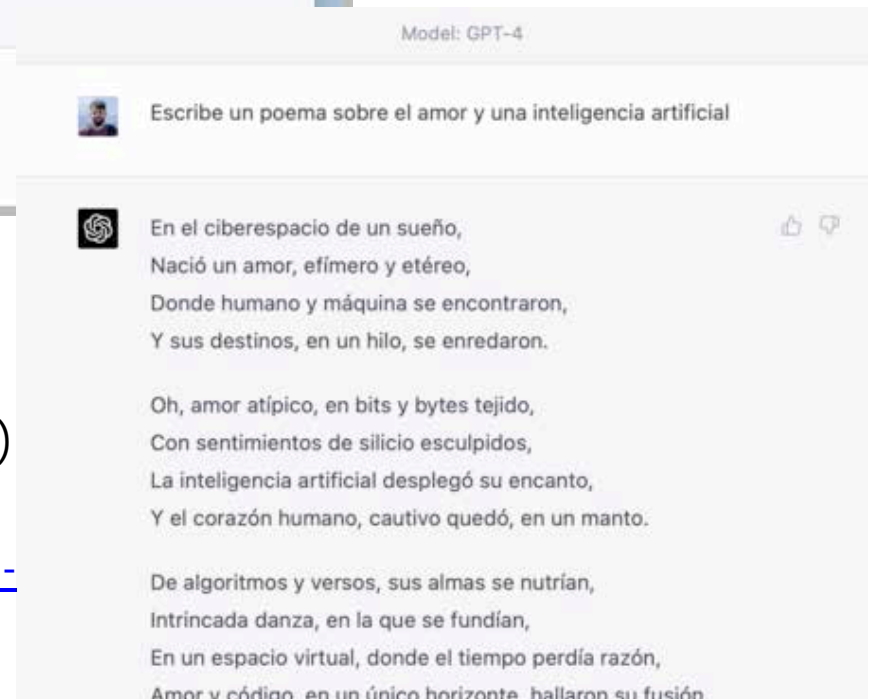 Model: GPT-4
Escribe un poema sobre el amor y una inteligencia artificial
En el ciberespacio de un sueño,
Nació un amor, efímero y etéreo,
Donde humano y máquina se encontraron,
Y sus destinos, en un hilo, se enredaron.
Oh, amor atípico, en bits y bytes tejido,
Con sentimientos de silicio esculpidos,
La inteligencia artificial desplegó su encanto,
Y el corazón humano, cautivo quedó, en un manto.
De algoritmos y versos, sus almas se nutrían,
Intrincada danza, en la que se fundían,
En un espacio virtual, donde el tiempo perdía razón,
Amor y código, en un único horizonte, hallaron su fusión
)
-